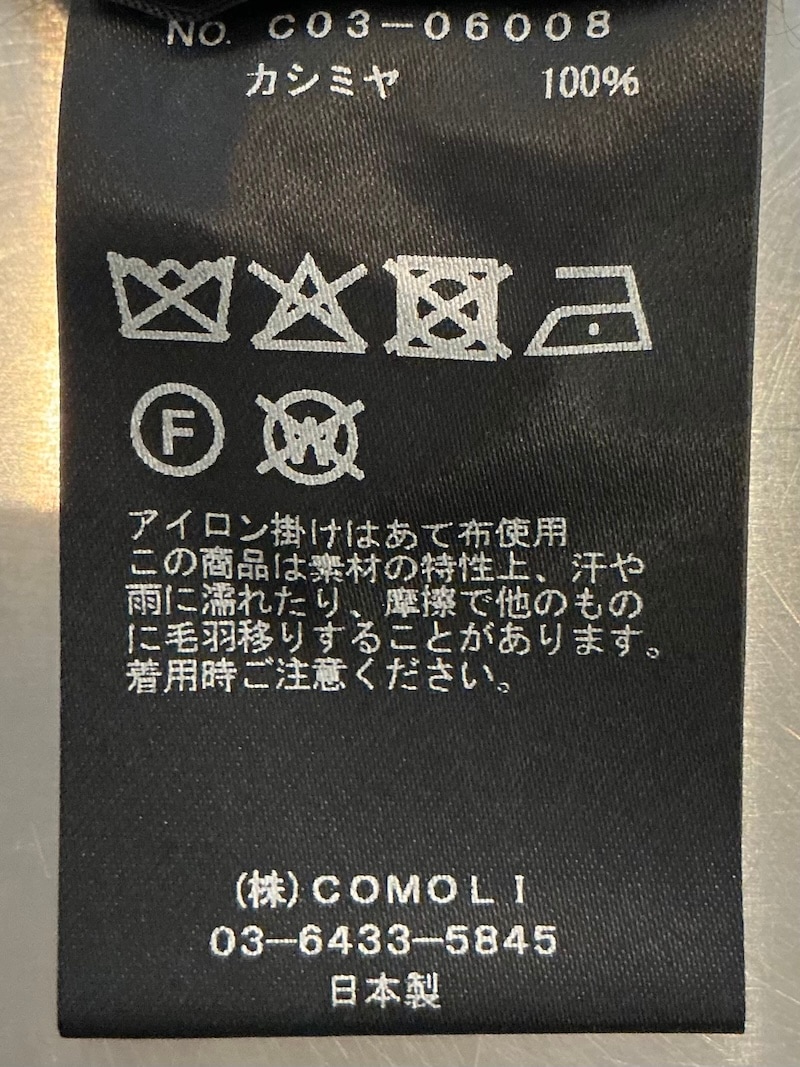 NO. C03-06008
カシミヤ 100%
F
W
アイロン掛けはあて布使用
この商品は素材の特性上、汗や
雨に濡れたり、摩擦で他のもの
に毛羽移りすることがあります。
着用時ご注意ください。
(株)COMOLI
03-6433-5845
日本製